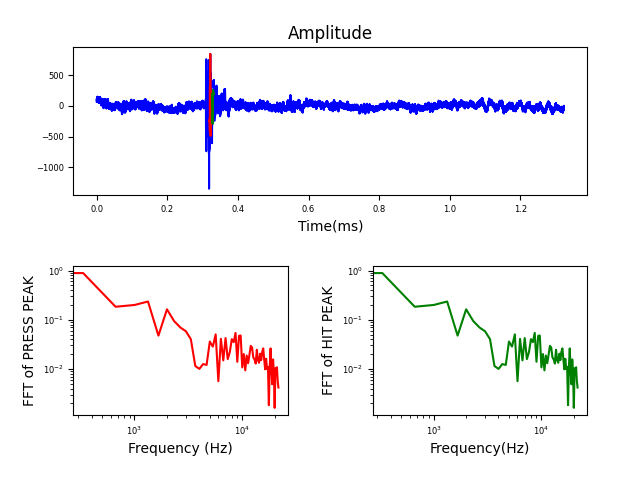 Amplitude
500
0
−500
−1000
0.0 0.2 0.4 0.6 0.8 1.0 1.2
Time(ms)
FFT of PRESS PEAK
10⁰
10⁻¹
10⁻²
10³ 10⁴
Frequency (Hz)
FFT of HIT PEAK
10⁰
10⁻¹
10⁻²
10³ 10⁴
Frequency(Hz)